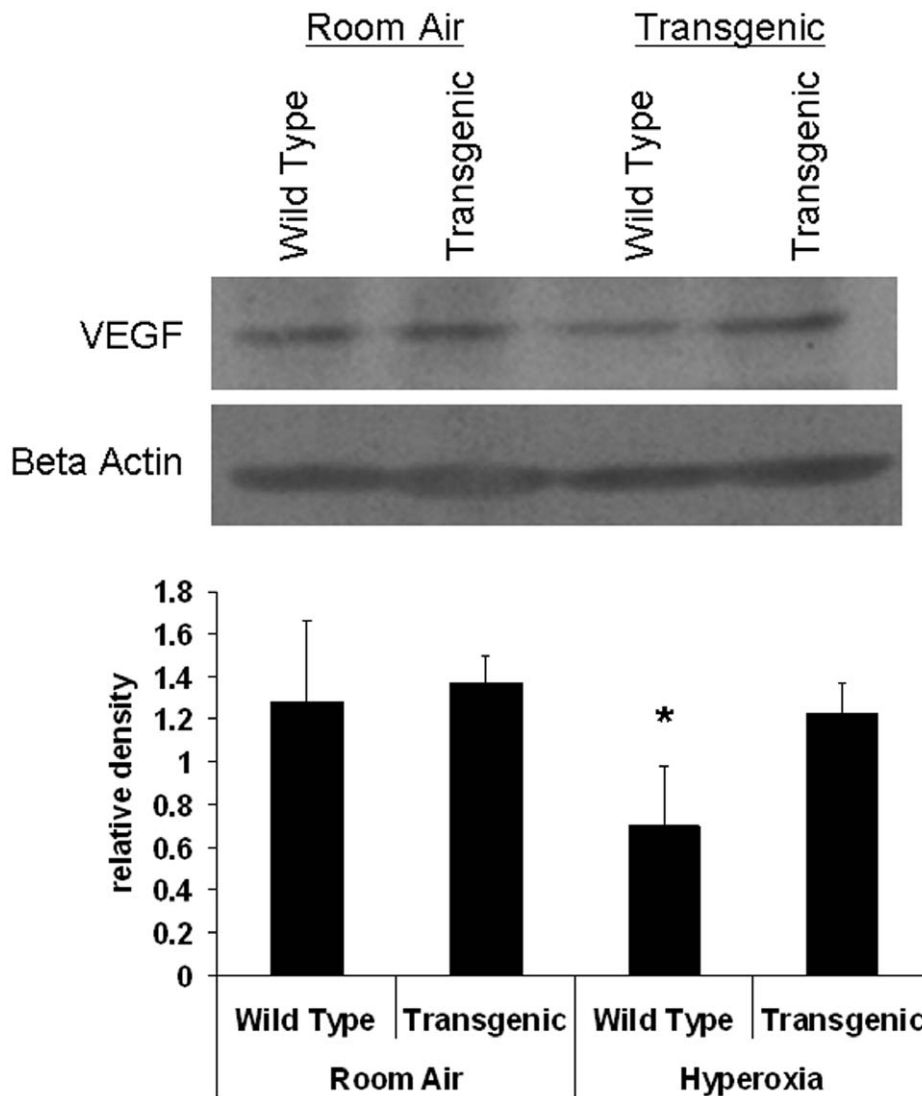 Room Air Transgenic
Wild Type Transgenic Wild Type Transgenic
VEGF
Beta Actin
1.8
1.6
1.4
1.2
1
0.8
0.6
0.4
0.2
0
relative density
*
Wild Type Transgenic Wild Type Transgenic
Room Air Hyperoxia